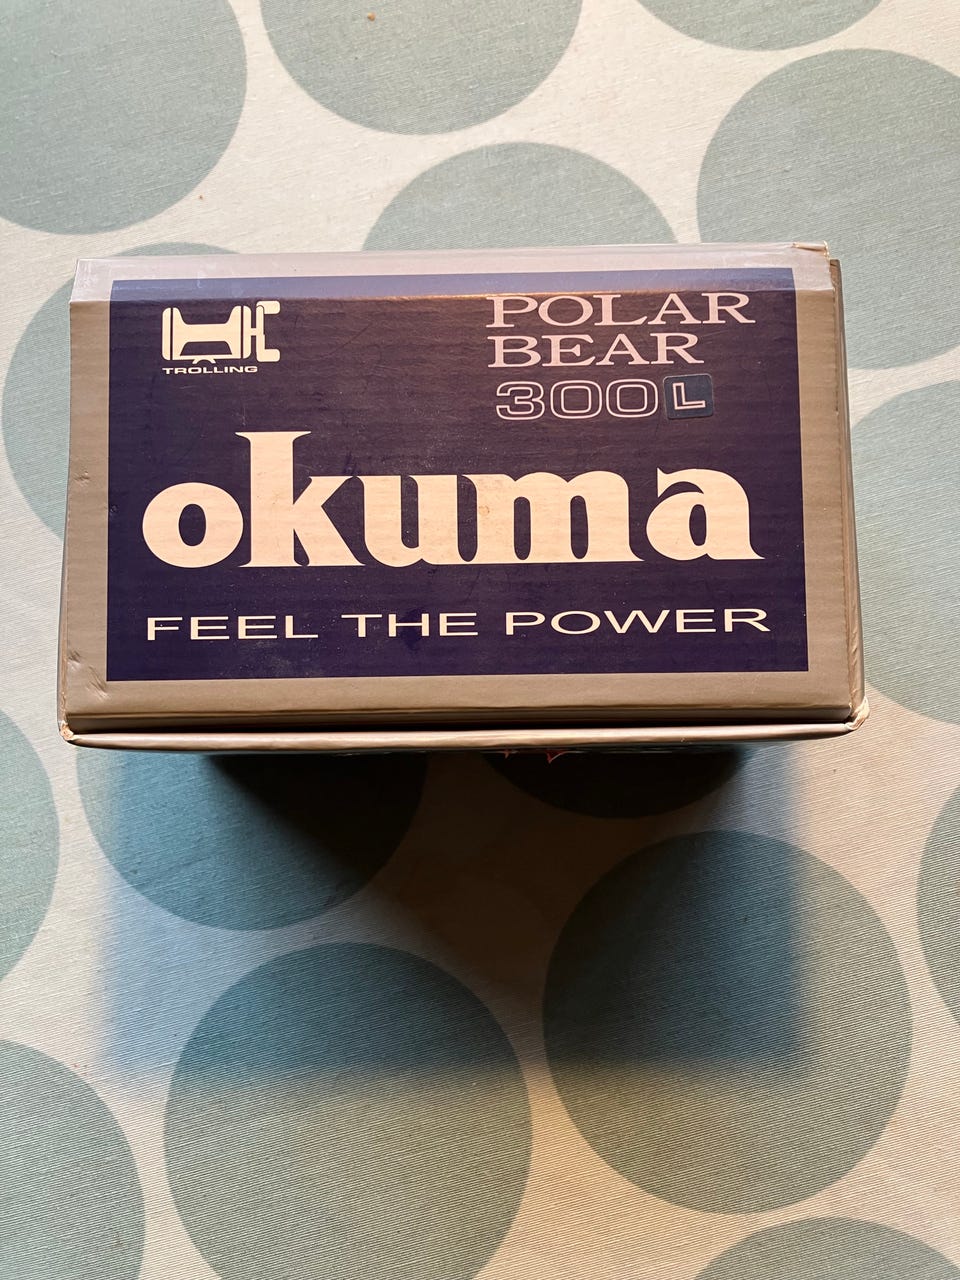 POLAR
BEAR
300L
TROLLING
okuma
FEEL THE POWER